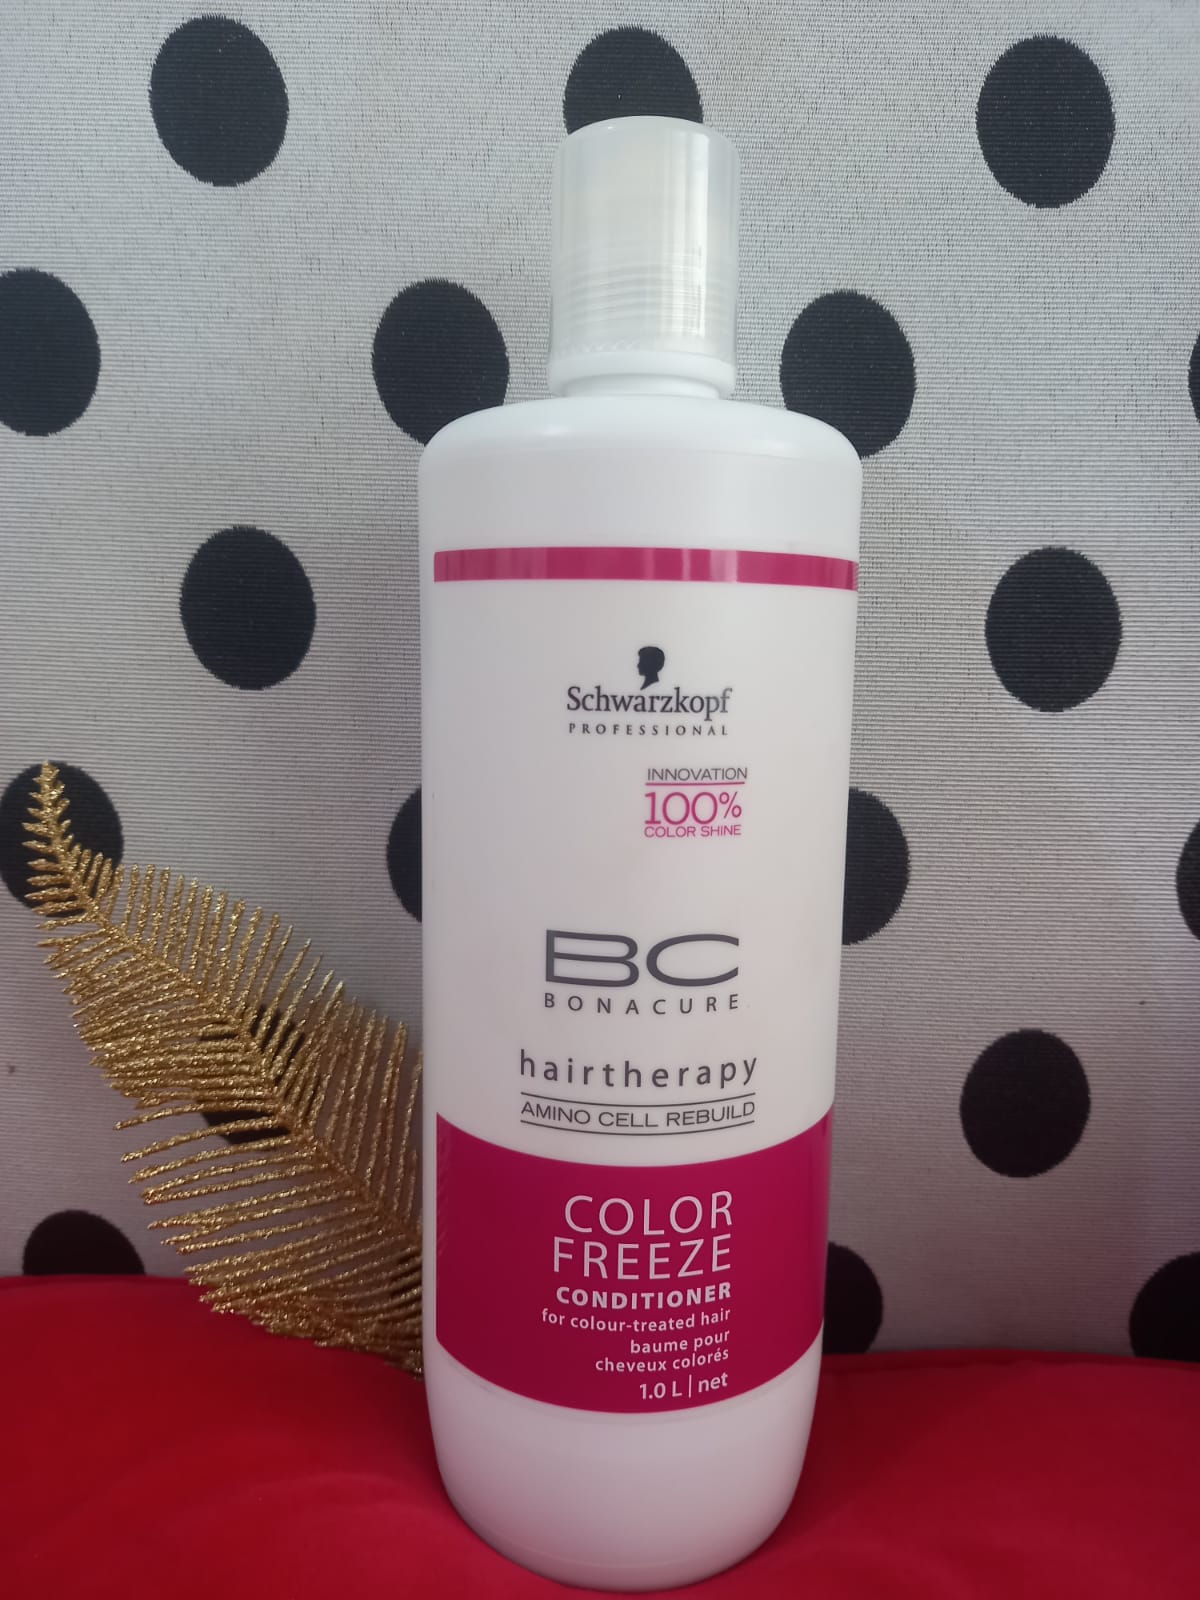 Schwarzkopf
PROFESSIONAL
INNOVATION
100%
COLOR SHINE
BC
BONACURE
hairtherapy
AMINO CELL REBUILD
COLOR
FREEZE
CONDITIONER
for colour-treated hair
baume pour
cheveux colorés
1.0 L | net